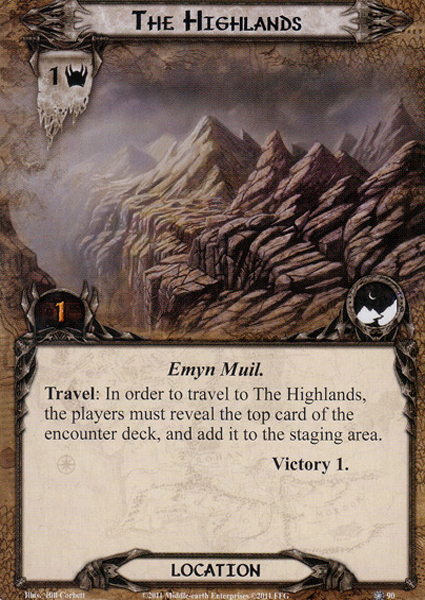 The Highlands
1
1
Emyn Muil.
Travel: In order to travel to The Highlands,
the players must reveal the top card of the
encounter deck, and add it to the staging area.
Victory 1.
Location
Illus. Bill Corbett ©2011 Middle-earth Enterprises ©2011 FFG 90